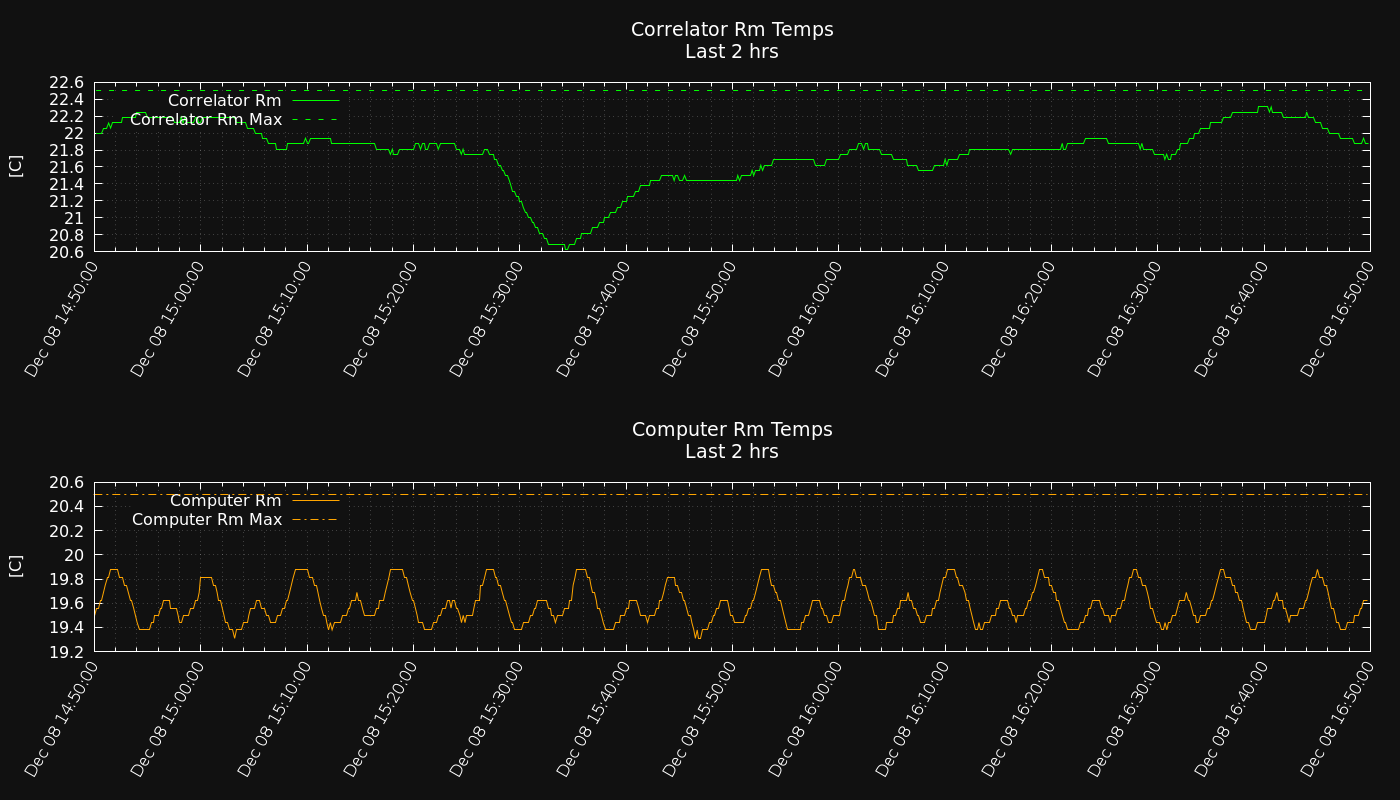 Correlator Rm Temps
Last 2 hrs
22.6
22.4
22.2
22
21.8
21.6
21.4
21.2
21
20.8
20.6
[C]
Correlator Rm
Correlator Rm Max
Dec 08 14:50:00
Dec 08 15:00:00
Dec 08 15:10:00
Dec 08 15:20:00
Dec 08 15:30:00
Dec 08 15:40:00
Dec 08 15:50:00
Dec 08 16:00:00
Dec 08 16:10:00
Dec 08 16:20:00
Dec 08 16:30:00
Dec 08 16:40:00
Dec 08 16:50:00
Computer Rm Temps
Last 2 hrs
20.6
20.4
20.2
20
19.8
19.6
19.4
19.2
[C]
Computer Rm
Computer Rm Max
Dec 08 14:50:00
Dec 08 15:00:00
Dec 08 15:10:00
Dec 08 15:20:00
Dec 08 15:30:00
Dec 08 15:40:00
Dec 08 15:50:00
Dec 08 16:00:00
Dec 08 16:10:00
Dec 08 16:20:00
Dec 08 16:30:00
Dec 08 16:40:00
Dec 08 16:50:00